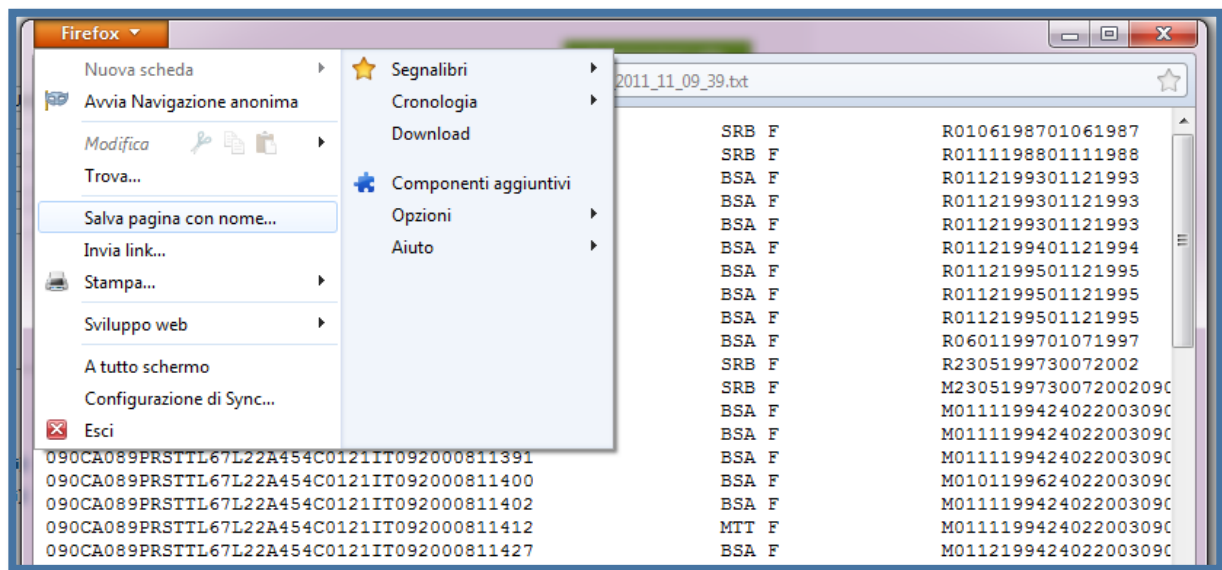 Firefox
2011_11_09_39.txt
Nuova scheda
Avvia Navigazione anonima
Modifica
Trova...
Salva pagina con nome...
Invia link...
Stampa...
Sviluppo web
A tutto schermo
Configurazione di Sync...
Esci
Segnalibri
Cronologia
Download
Componenti aggiuntivi
Opzioni
Aiuto
SRB F R0106198701061987
SRB F R0111198801111988
BSA F R0112199301121993
BSA F R0112199301121993
BSA F R0112199301121993
BSA F R0112199401121994
BSA F R0112199501121995
BSA F R0112199501121995
BSA F R0112199501121995
BSA F R0601199701071997
SRB F R2305199730072002
SRB F M2305199730072002090
BSA F M0111199424022003090
BSA F M0111199424022003090
090CA089PRSTTL67L22A454C0121IT092000811391 BSA F M0111199424022003090
090CA089PRSTTL67L22A454C0121IT092000811400 BSA F M0101199624022003090
090CA089PRSTTL67L22A454C0121IT092000811402 BSA F M0111199424022003090
090CA089PRSTTL67L22A454C0121IT092000811412 MTT F M0111199424022003090
090CA089PRSTTL67L22A454C0121IT092000811427 BSA F M0112199424022003090